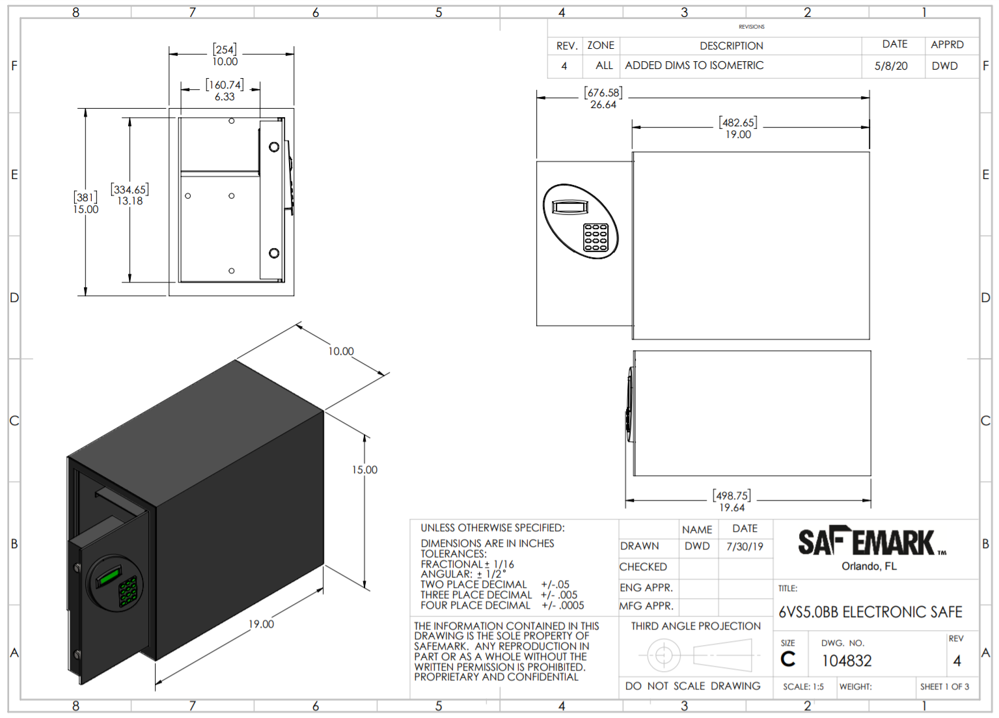 8 7 6 5 4 3 2 1
REVISIONS
REV. ZONE DESCRIPTION DATE APPRD
4 ALL ADDED DIMS TO ISOMETRIC 5/8/20 DWD
F F
E E
D D
C C
B B
A A
[254]
10.00
[160.74]
6.33
[381]
15.00
[334.65]
13.18
[676.58]
26.64
[482.65]
19.00
[498.75]
19.64
10.00
15.00
19.00
UNLESS OTHERWISE SPECIFIED:
DIMENSIONS ARE IN INCHES
TOLERANCES:
FRACTIONAL ± 1/16
ANGULAR: ± 1/2°
TWO PLACE DECIMAL +/-.05
THREE PLACE DECIMAL +/- .005
FOUR PLACE DECIMAL +/- .0005
THE INFORMATION CONTAINED IN THIS
DRAWING IS THE SOLE PROPERTY OF
SAFEMARK. ANY REPRODUCTION IN
PART OR AS A WHOLE WITHOUT THE
WRITTEN PERMISSION IS PROHIBITED.
PROPRIETARY AND CONFIDENTIAL
NAME DATE
DRAWN DWD 7/30/19
CHECKED
ENG APPR.
MFG APPR.
THIRD ANGLE PROJECTION
DO NOT SCALE DRAWING
SAFEMARK TM
Orlando, FL
TITLE:
6VS5.0BB ELECTRONIC SAFE
SIZE DWG. NO. REV
C 104832 4
SCALE: 1:5 WEIGHT: SHEET 1 OF 3
8 7 6 5 4 3 2 1